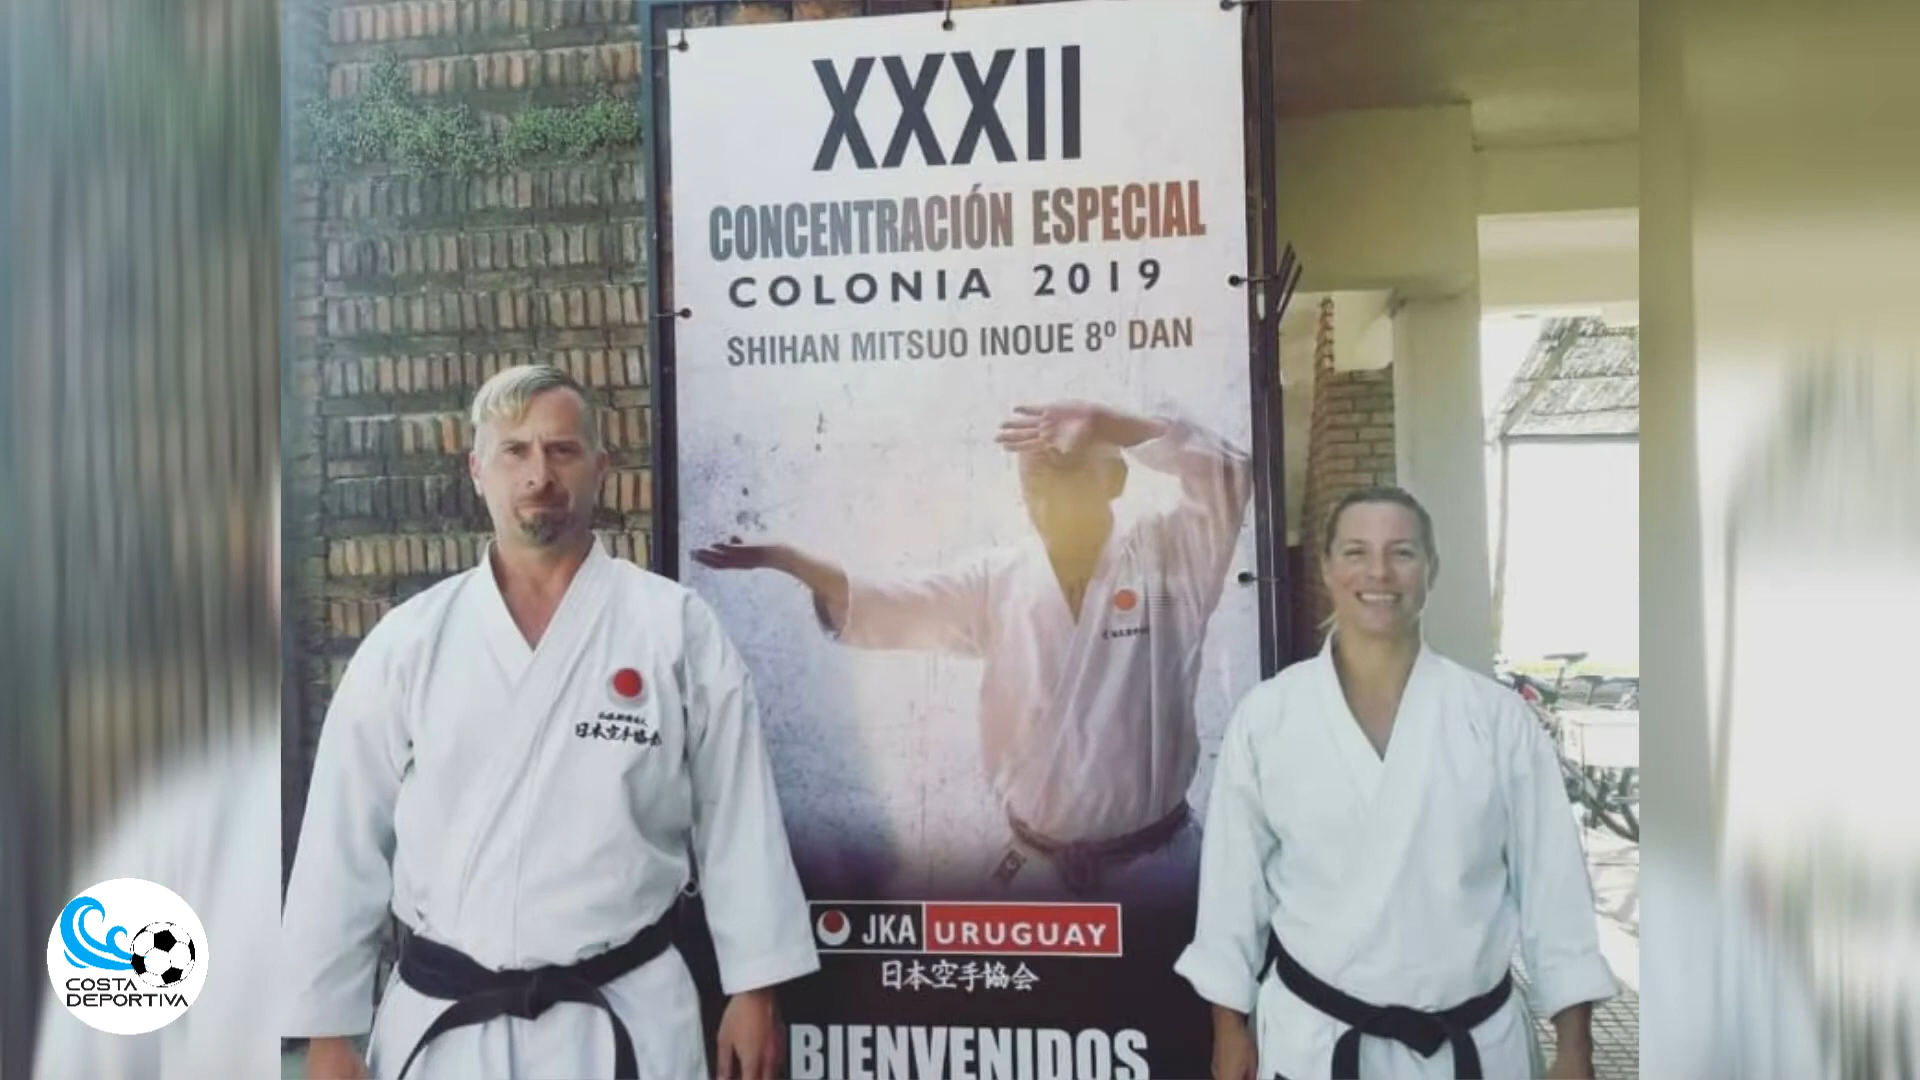 XXXII
CONCENTRACIÓN ESPECIAL
COLONIA 2019
SHIHAN MITSUO INOUE 8º DAN
日本空手協会
JKA URUGUAY
日本空手協会
BIENVENIDOS
COSTA
DEPORTIVA